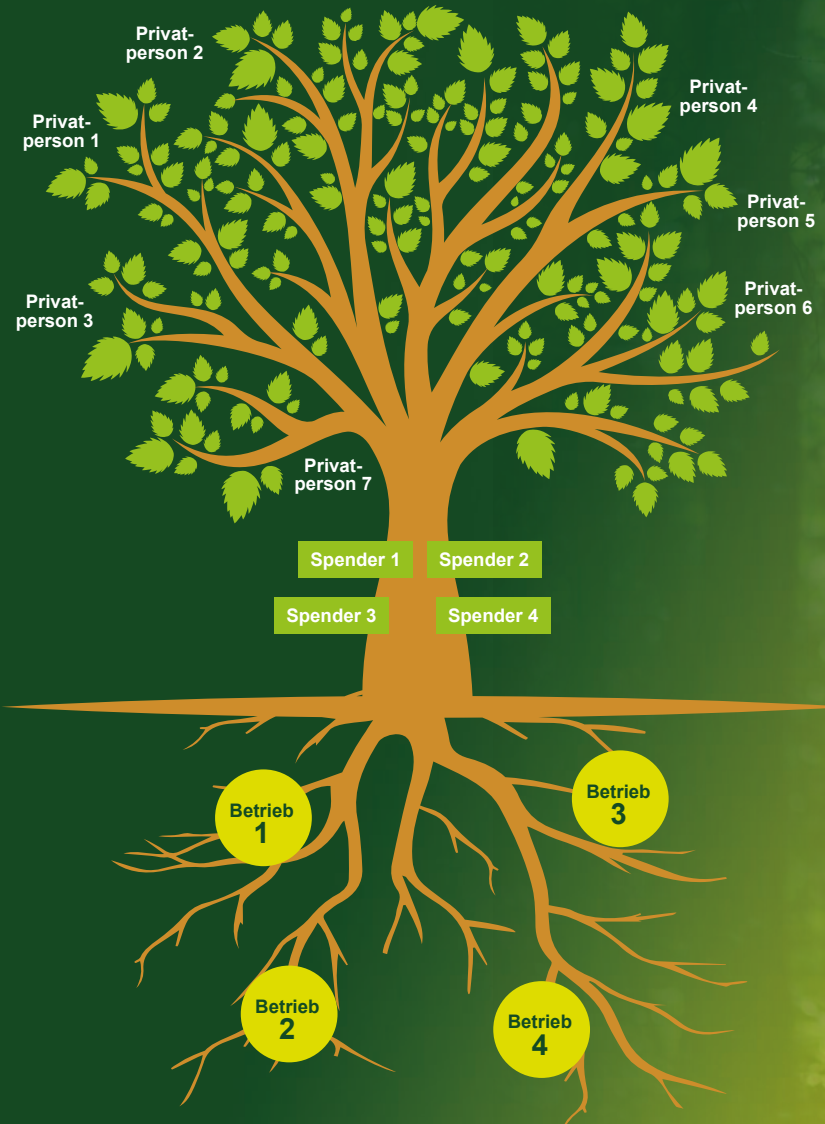 Privat-
person 2
Privat-
person 4
Privat-
person 1
Privat-
person 5
Privat-
person 3
Privat-
person 6
Privat-
person 7
Spender 1
Spender 2
Spender 3
Spender 4
Betrieb
1
Betrieb
3
Betrieb
2
Betrieb
4